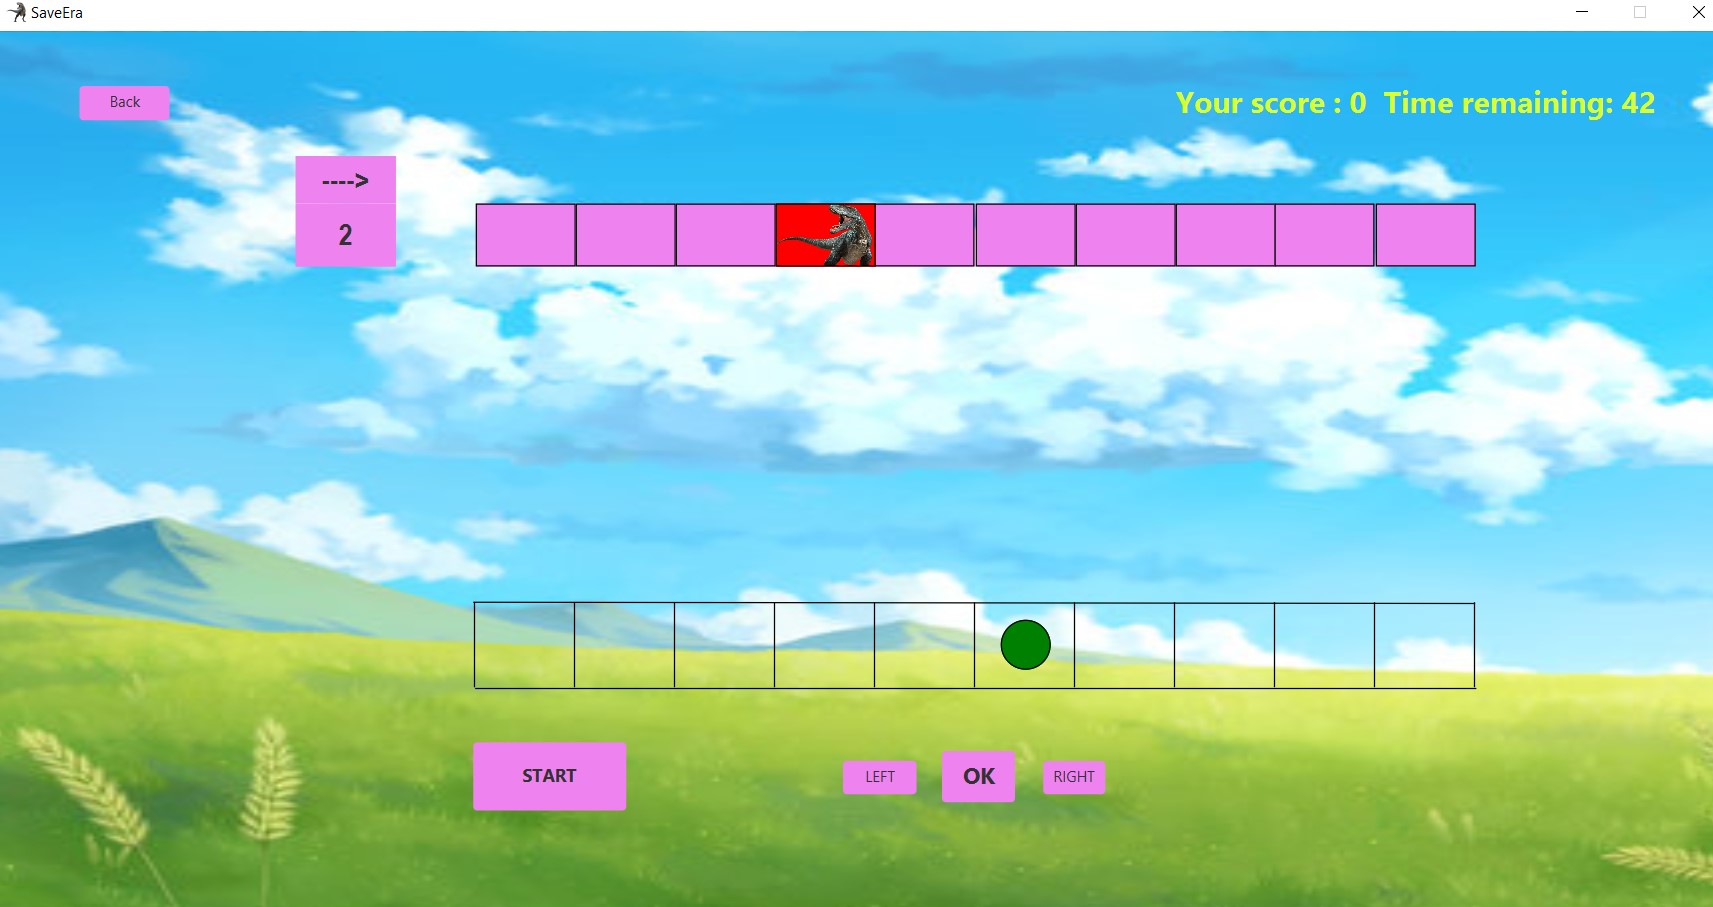 SaveEra
Back
Your score : 0 Time remaining: 42
---->
2
START
LEFT
OK
RIGHT